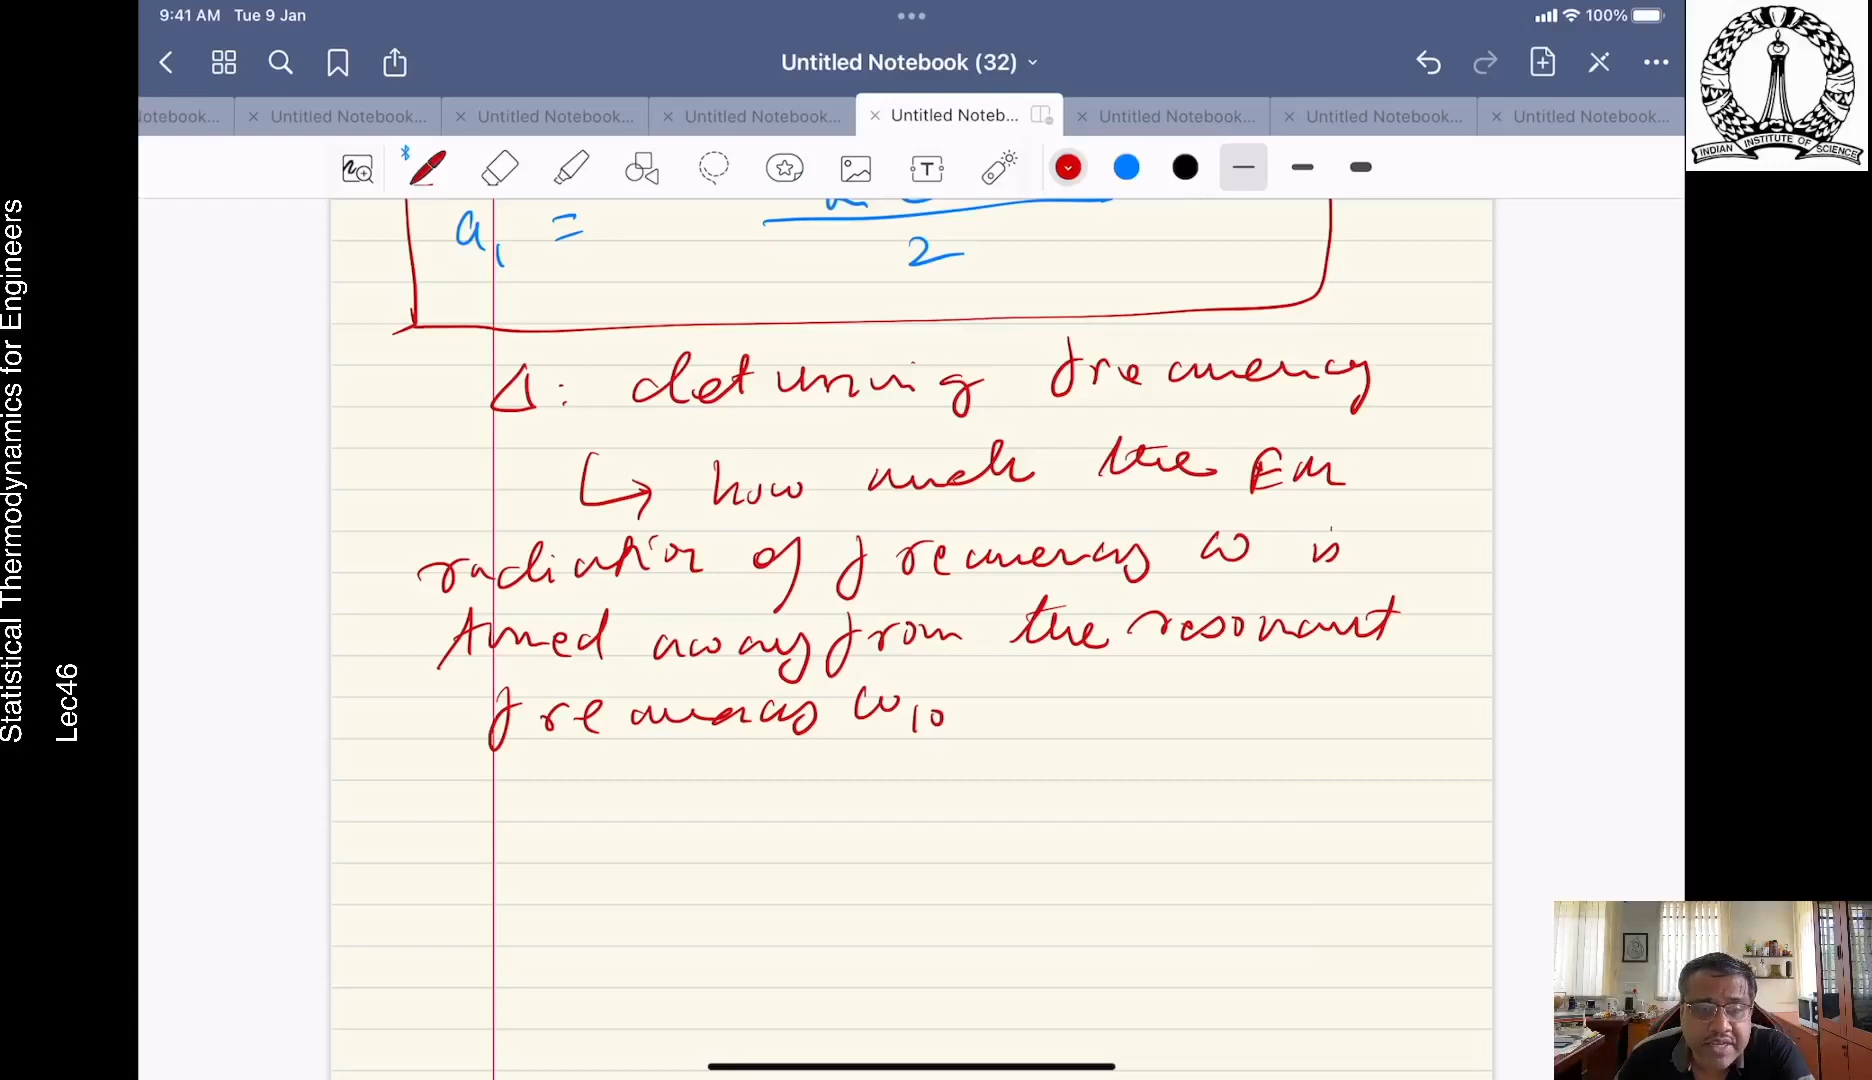 9:41 AM Tue 9 Jan
100%
Untitled Notebook (32)
otebook...
Untitled Notebook...
Untitled Notebook...
Untitled Notebook...
Untitled Noteb...
Untitled Notebook...
Untitled Notebook...
Untitled Notebook...
INDIAN INSTITUTE OF SCIENCE
Statistical Thermodynamics for Engineers
Lec46
T
a₁ =
2
Δ: detuning frequency
↳ how much the EM
radiation of frequency ω is
tuned away from the resonant
frequency ω₁₀